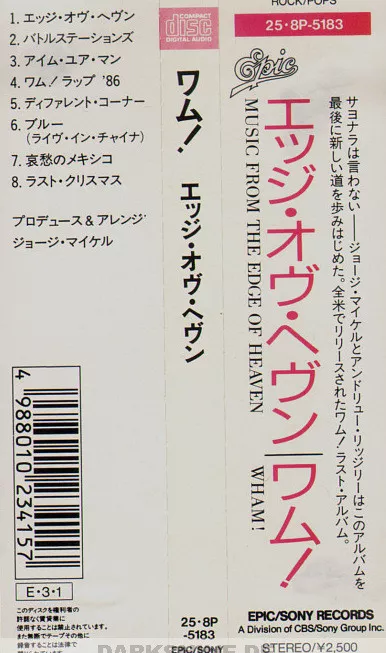 1. エッジ・オヴ・ヘヴン
2. バトルステーションズ
3. アイム・ユア・マン
4. ワム！ラップ '86
5. ディファレント・コーナー
6. ブルー
(ライヴ・イン・チャイナ)
7. 哀愁のメキシコ
8. ラスト・クリスマス
プロデュース&アレンジ
ジョージ・マイケル
4 988010 234157
E・3・1
このディスクを権利者の
許諾なく賃貸業に
使用することは禁止されています。
また無断でテープその他に
録音することは法律で
COMPACT
disc
DIGITAL AUDIO
ワム！ エッジ・オヴ・ヘヴン
25・8P
-5183
EPIC/SONY
ROCK/POPS
25・8P-5183
Epic
サヨナラは言わない――ジョージ・マイケルとアンドリュー・リッジリーはこのアルバムを
最後に新しい道を歩みはじめた。全米でリリースされたワム！ラスト・アルバム。
エッジ・オヴ・ヘヴン|ワム！
MUSIC FROM THE EDGE OF HEAVEN WHAM!
EPIC/SONY RECORDS
A Division of CBS/Sony Group Inc.
STEREO/¥2,500